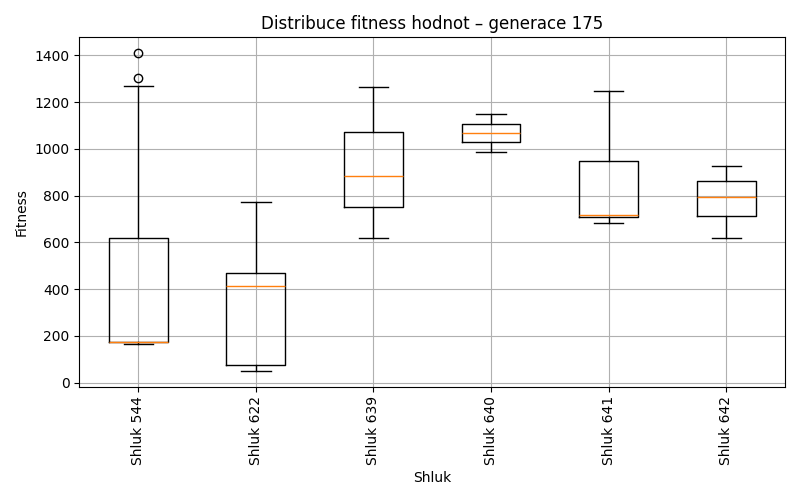 Distribuce fitness hodnot – generace 175
Fitness
1400
1200
1000
800
600
400
200
0
Shluk 544
Shluk 622
Shluk 639
Shluk 640
Shluk 641
Shluk 642
Shluk